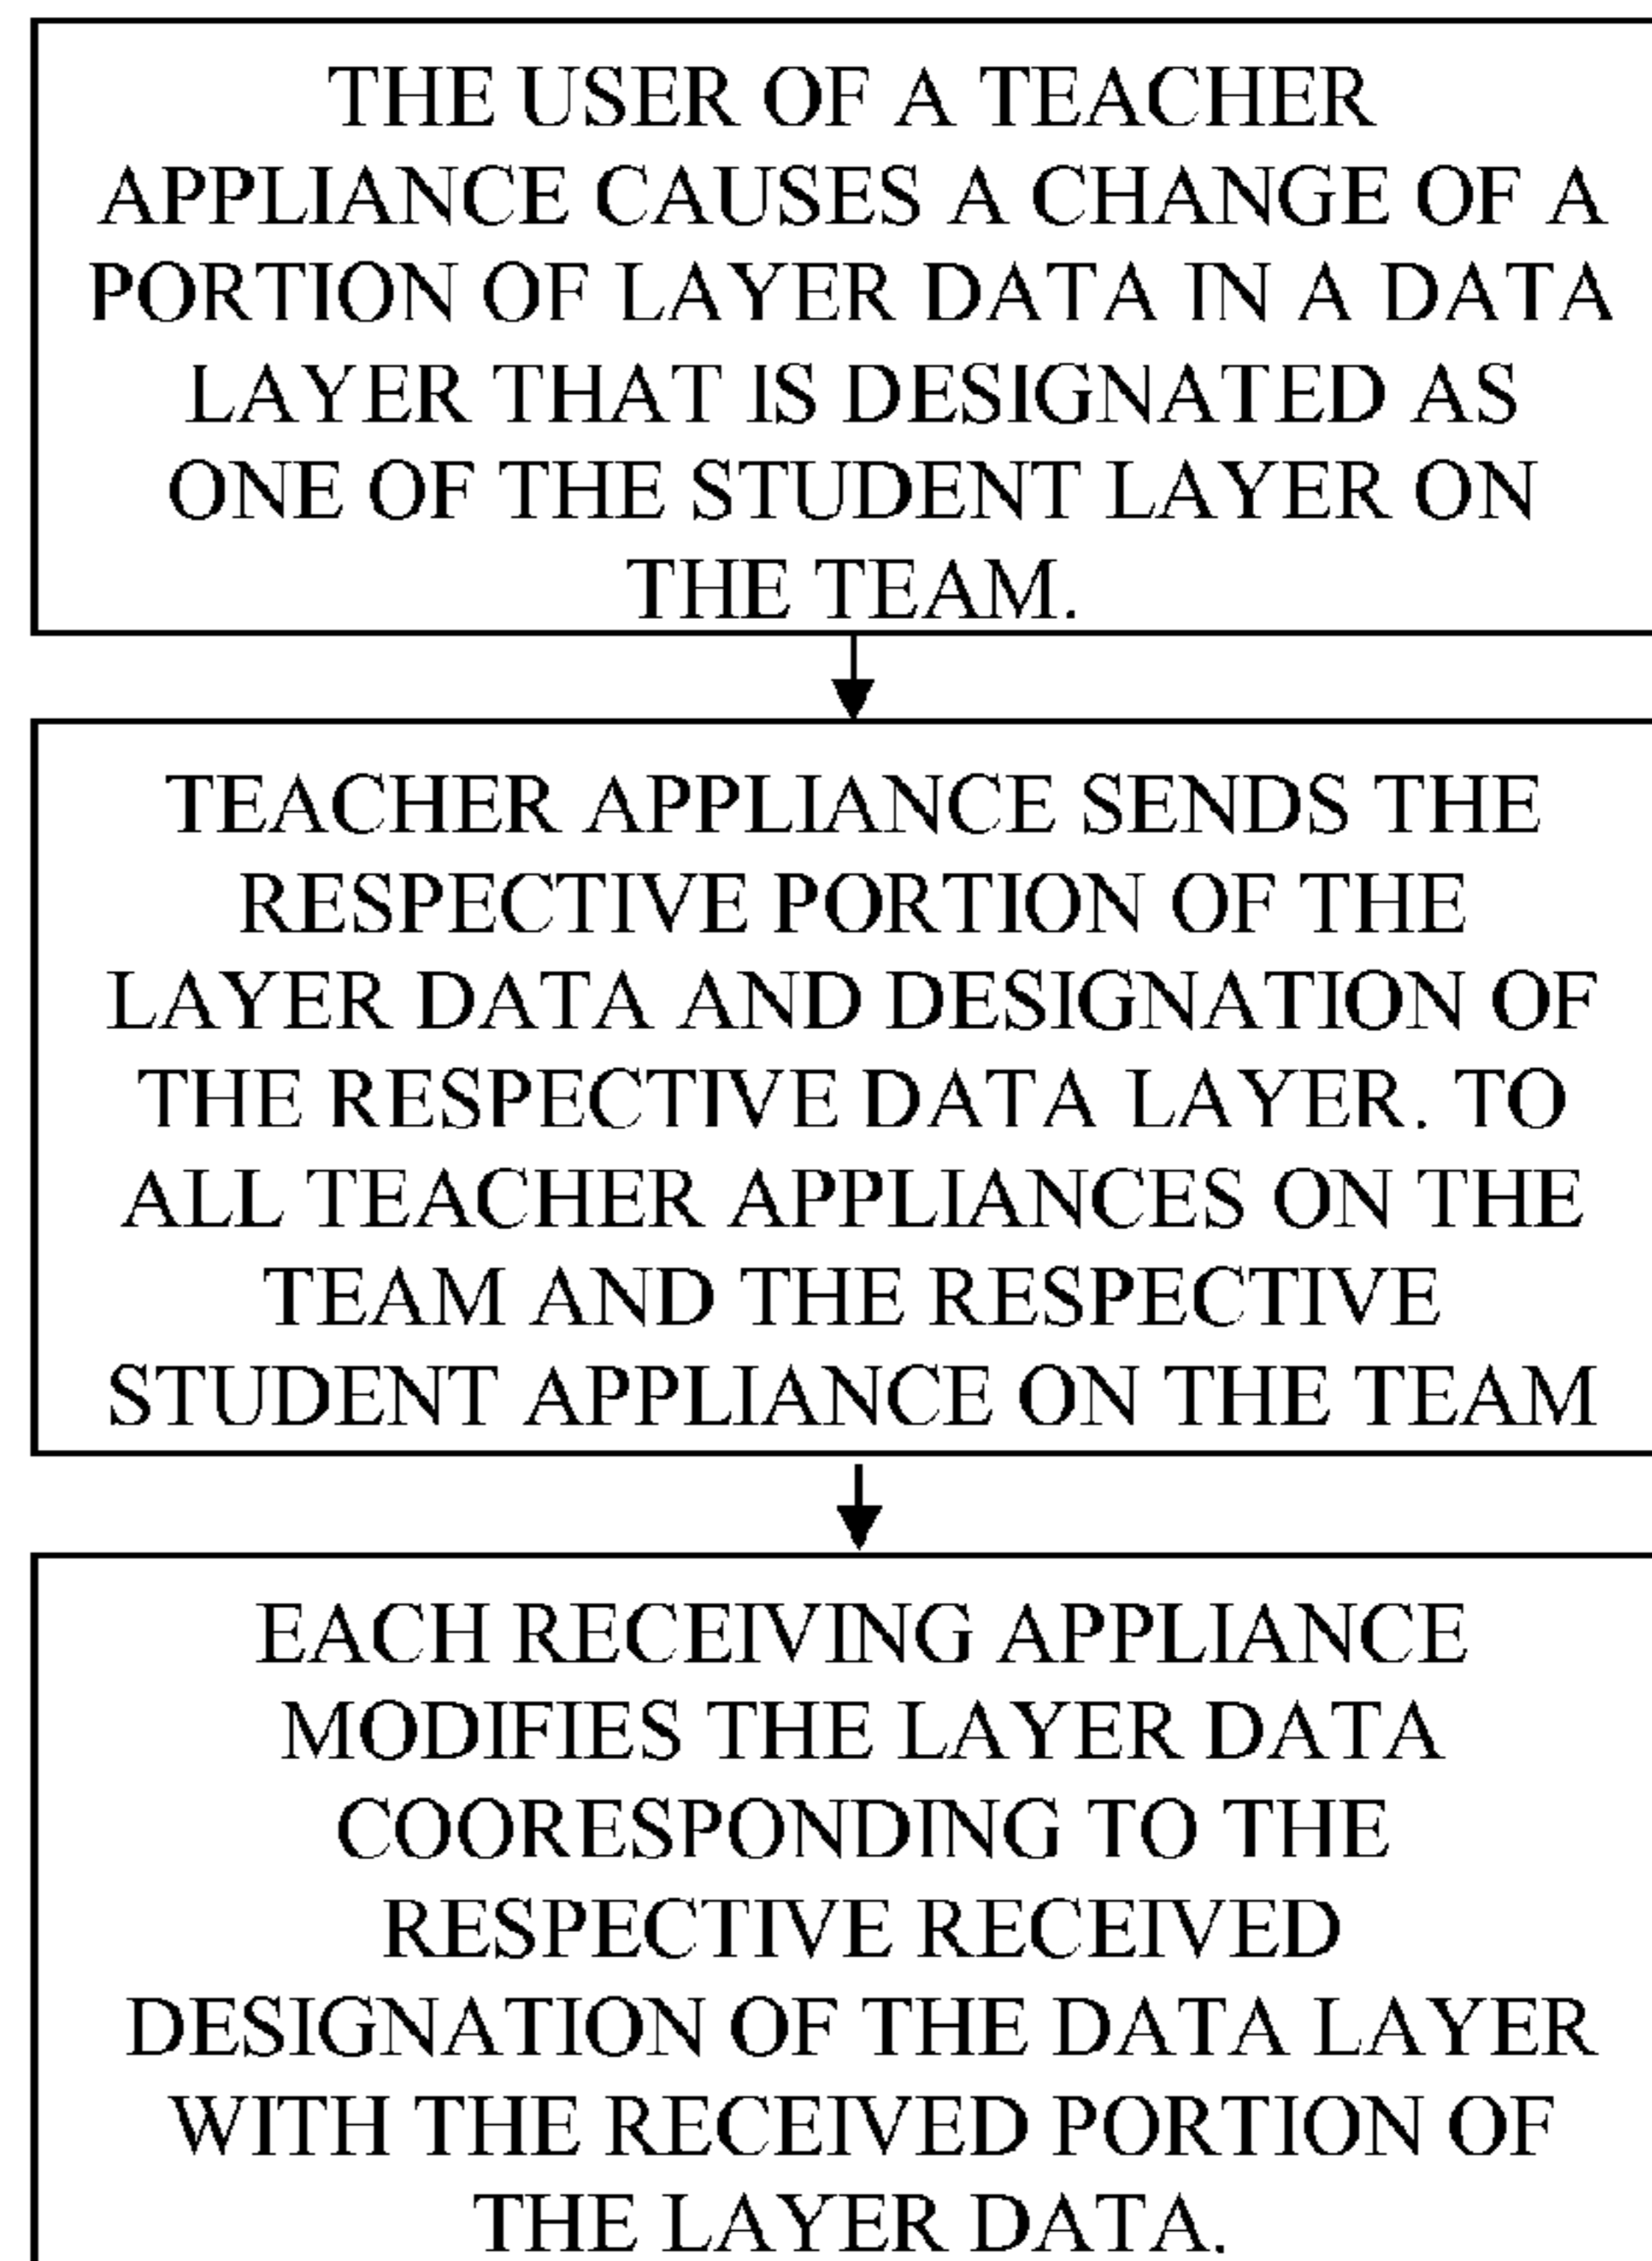 THE USER OF A TEACHER
APPLIANCE CAUSES A CHANGE OF A
PORTION OF LAYER DATA IN A DATA
LAYER THAT IS DESIGNATED AS
ONE OF THE STUDENT LAYER ON
THE TEAM.
TEACHER APPLIANCE SENDS THE
RESPECTIVE PORTION OF THE
LAYER DATA AND DESIGNATION OF
THE RESPECTIVE DATA LAYER. TO
ALL TEACHER APPLIANCES ON THE
TEAM AND THE RESPECTIVE
STUDENT APPLIANCE ON THE TEAM
EACH RECEIVING APPLIANCE
MODIFIES THE LAYER DATA
COORESPONDING TO THE
RESPECTIVE RECEIVED
DESIGNATION OF THE DATA LAYER
WITH THE RECEIVED PORTION OF
THE LAYER DATA.